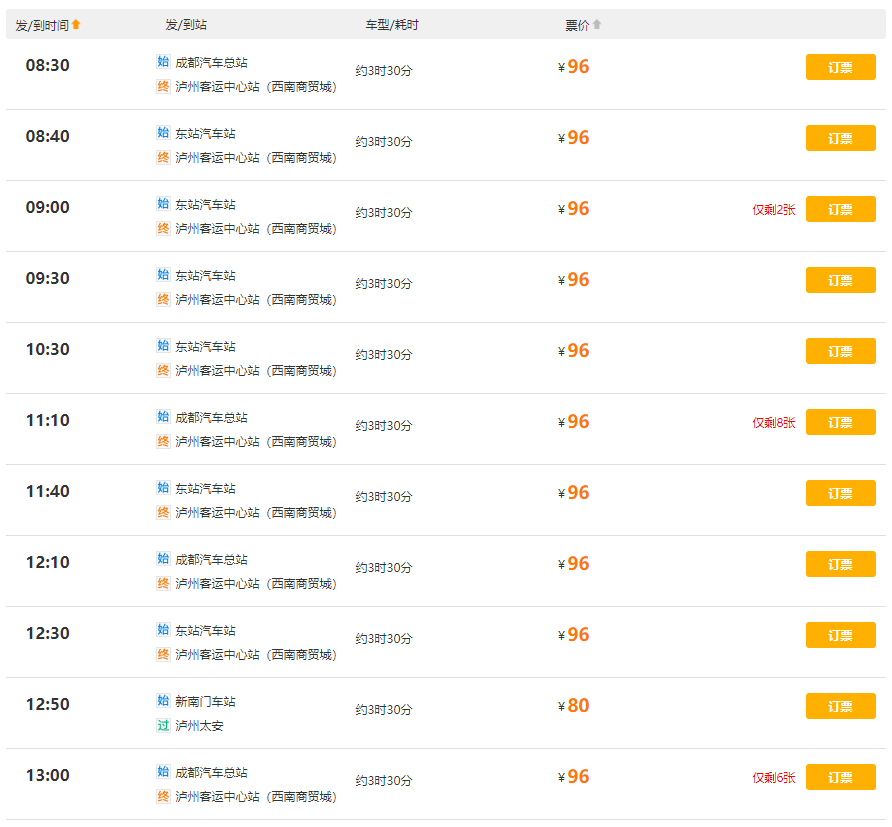 发/到时间 发/到站 车型/耗时 票价
08:30 始 成都汽车总站 约3时30分 ¥96 订票
终 泸州客运中心站（西南商贸城）
08:40 始 东站汽车站 约3时30分 ¥96 订票
终 泸州客运中心站（西南商贸城）
09:00 始 东站汽车站 约3时30分 ¥96 仅剩2张 订票
终 泸州客运中心站（西南商贸城）
09:30 始 东站汽车站 约3时30分 ¥96 订票
终 泸州客运中心站（西南商贸城）
10:30 始 东站汽车站 约3时30分 ¥96 订票
终 泸州客运中心站（西南商贸城）
11:10 始 成都汽车总站 约3时30分 ¥96 仅剩8张 订票
终 泸州客运中心站（西南商贸城）
11:40 始 东站汽车站 约3时30分 ¥96 订票
终 泸州客运中心站（西南商贸城）
12:10 始 成都汽车总站 约3时30分 ¥96 订票
终 泸州客运中心站（西南商贸城）
12:30 始 东站汽车站 约3时30分 ¥96 订票
终 泸州客运中心站（西南商贸城）
12:50 始 新南门车站 约3时30分 ¥80 订票
过 泸州太安
13:00 始 成都汽车总站 约3时30分 ¥96 仅剩6张 订票
终 泸州客运中心站（西南商贸城）